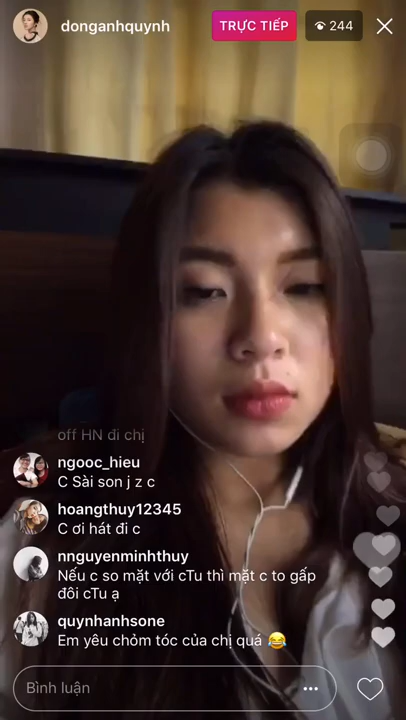 donganhquynh
TRỰC TIẾP
244
off HN đi chị
ngooc_hieu
C Sài son j z c
hoangthuy12345
C ơi hát đi c
nnguyenminhthuy
Nếu c so mặt với cTu thì mặt c to gấp
đôi cTu ạ
quynhanhsone
Em yêu chỏm tóc của chị quá 😂
Bình luận